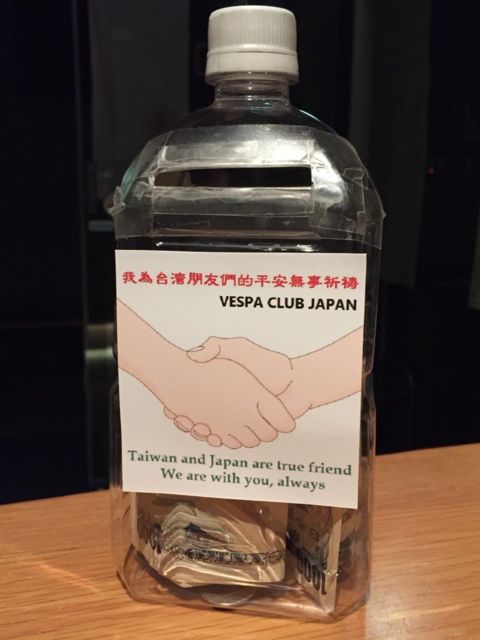 我為台湾朋友們的平安無事祈禱
VESPA CLUB JAPAN
Taiwan and Japan are true friend
We are with you, always